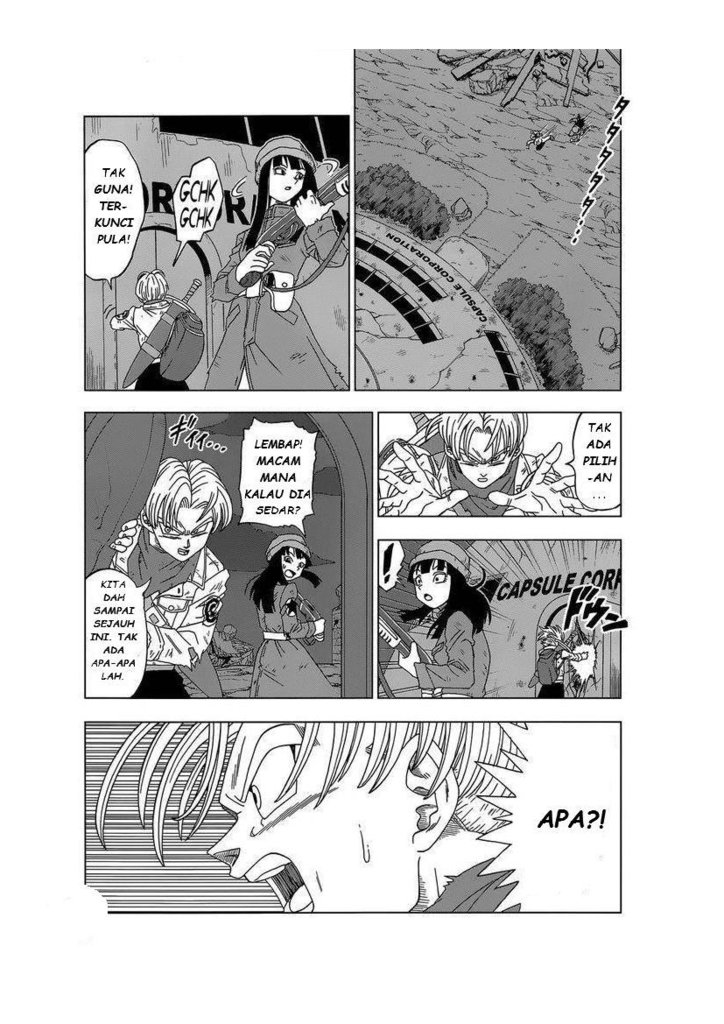 タタタタタ…
CAPSULE CORPORATION
TAK
GUNA!
TER-
KUNCI
PULA!
GCHK
GCHK
TAK
ADA
PILIH
-AN
...
LEMBAP!
MACAM
MANA
KALAU DIA
SEDAR?
ギィィ…
KITA
DAH
SAMPAI
SEJAUH
INI. TAK
ADA
APA-APA
LAH.
!
CAPSULE CORP
ドゥン
APA?!